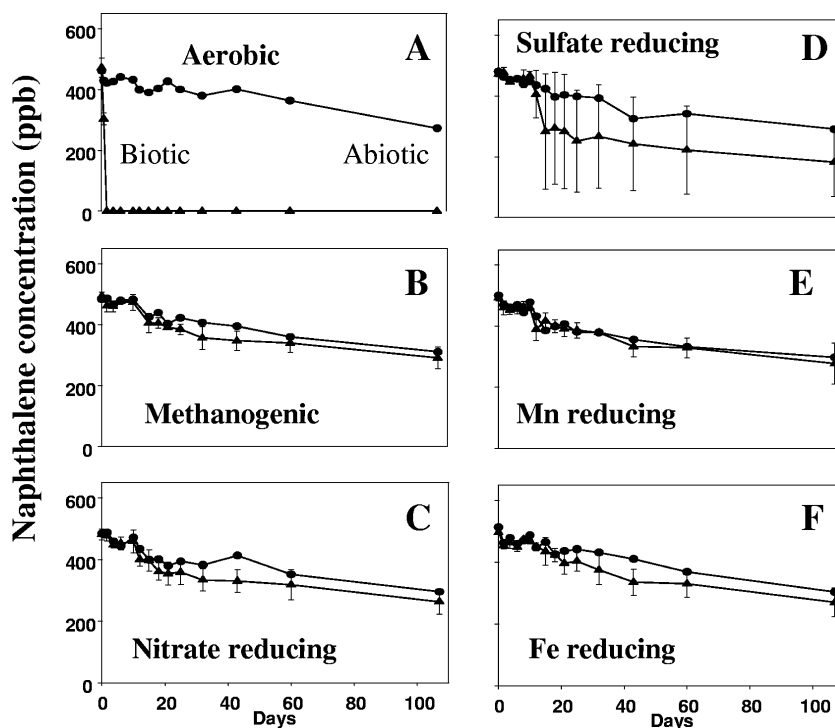 Naphthalene concentration (ppb)
600
400
200
0
A
Aerobic
Biotic
Abiotic
D
Sulfate reducing
600
400
200
0
B
Methanogenic
E
Mn reducing
600
400
200
0
C
Nitrate reducing
F
Fe reducing
0 20 40 60 80 100
Days
0 20 40 60 80 100
Days